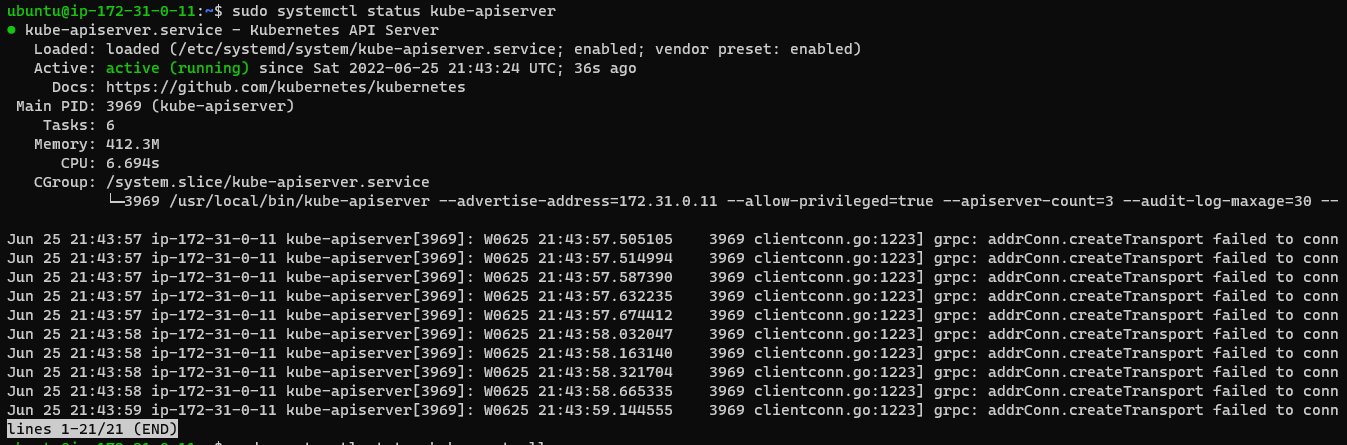 ubuntu@ip-172-31-0-11:~$ sudo systemctl status kube-apiserver
● kube-apiserver.service - Kubernetes API Server
Loaded: loaded (/etc/systemd/system/kube-apiserver.service; enabled; vendor preset: enabled)
Active: active (running) since Sat 2022-06-25 21:43:24 UTC; 36s ago
Docs: https://github.com/kubernetes/kubernetes
Main PID: 3969 (kube-apiserver)
Tasks: 6
Memory: 412.3M
CPU: 6.694s
CGroup: /system.slice/kube-apiserver.service
└─3969 /usr/local/bin/kube-apiserver --advertise-address=172.31.0.11 --allow-privileged=true --apiserver-count=3 --audit-log-maxage=30 --
Jun 25 21:43:57 ip-172-31-0-11 kube-apiserver[3969]: W0625 21:43:57.505105    3969 clientconn.go:1223] grpc: addrConn.createTransport failed to conn
Jun 25 21:43:57 ip-172-31-0-11 kube-apiserver[3969]: W0625 21:43:57.514994    3969 clientconn.go:1223] grpc: addrConn.createTransport failed to conn
Jun 25 21:43:57 ip-172-31-0-11 kube-apiserver[3969]: W0625 21:43:57.587390    3969 clientconn.go:1223] grpc: addrConn.createTransport failed to conn
Jun 25 21:43:57 ip-172-31-0-11 kube-apiserver[3969]: W0625 21:43:57.632235    3969 clientconn.go:1223] grpc: addrConn.createTransport failed to conn
Jun 25 21:43:57 ip-172-31-0-11 kube-apiserver[3969]: W0625 21:43:57.674412    3969 clientconn.go:1223] grpc: addrConn.createTransport failed to conn
Jun 25 21:43:58 ip-172-31-0-11 kube-apiserver[3969]: W0625 21:43:58.032047    3969 clientconn.go:1223] grpc: addrConn.createTransport failed to conn
Jun 25 21:43:58 ip-172-31-0-11 kube-apiserver[3969]: W0625 21:43:58.163140    3969 clientconn.go:1223] grpc: addrConn.createTransport failed to conn
Jun 25 21:43:58 ip-172-31-0-11 kube-apiserver[3969]: W0625 21:43:58.321704    3969 clientconn.go:1223] grpc: addrConn.createTransport failed to conn
Jun 25 21:43:58 ip-172-31-0-11 kube-apiserver[3969]: W0625 21:43:58.665335    3969 clientconn.go:1223] grpc: addrConn.createTransport failed to conn
Jun 25 21:43:59 ip-172-31-0-11 kube-apiserver[3969]: W0625 21:43:59.144555    3969 clientconn.go:1223] grpc: addrConn.createTransport failed to conn
lines 1-21/21 (END)